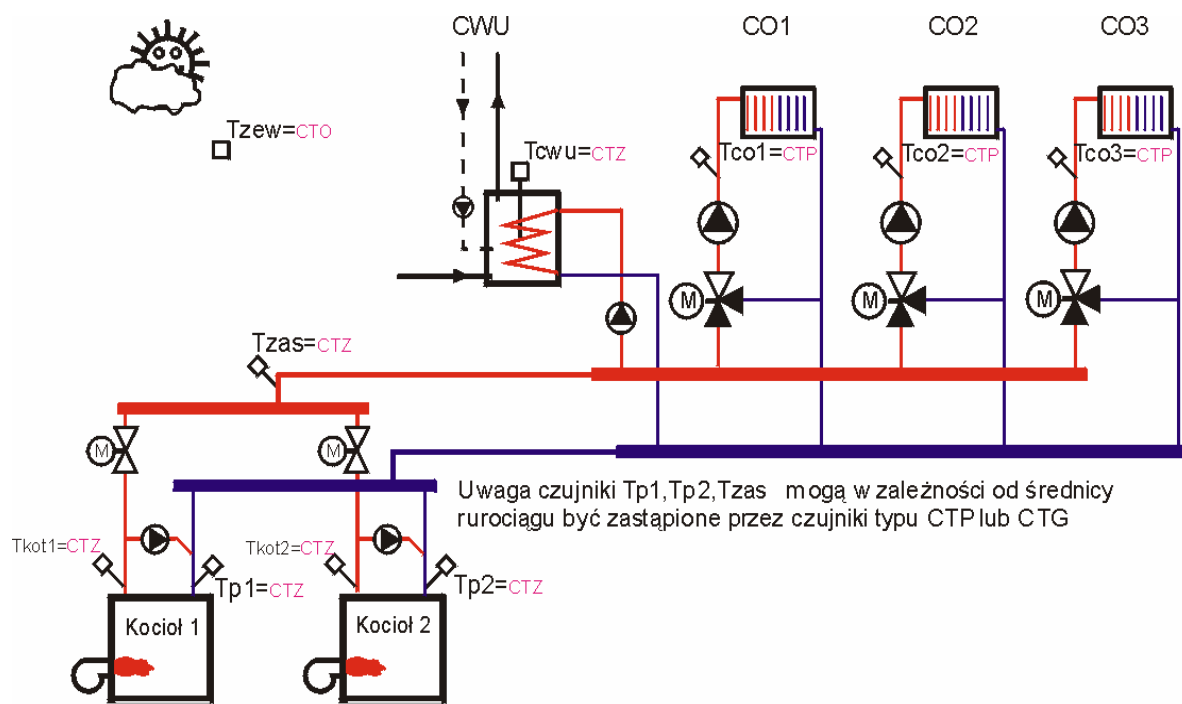 CWU
CO1
CO2
CO3
Tzew=CTO
Tcwu=CTZ
Tco1=CTP
Tco2=CTP
Tco3=CTP
M
M
M
Tzas=CTZ
M
M
Uwaga czujniki Tp1,Tp2,Tzas mogą w zależności od średnicy
rurociągu być zastąpione przez czujniki typu CTP lub CTG
Tkot1=CTZ
Tkot2=CTZ
Tp1=CTZ
Tp2=CTZ
Kocioł 1
Kocioł 2